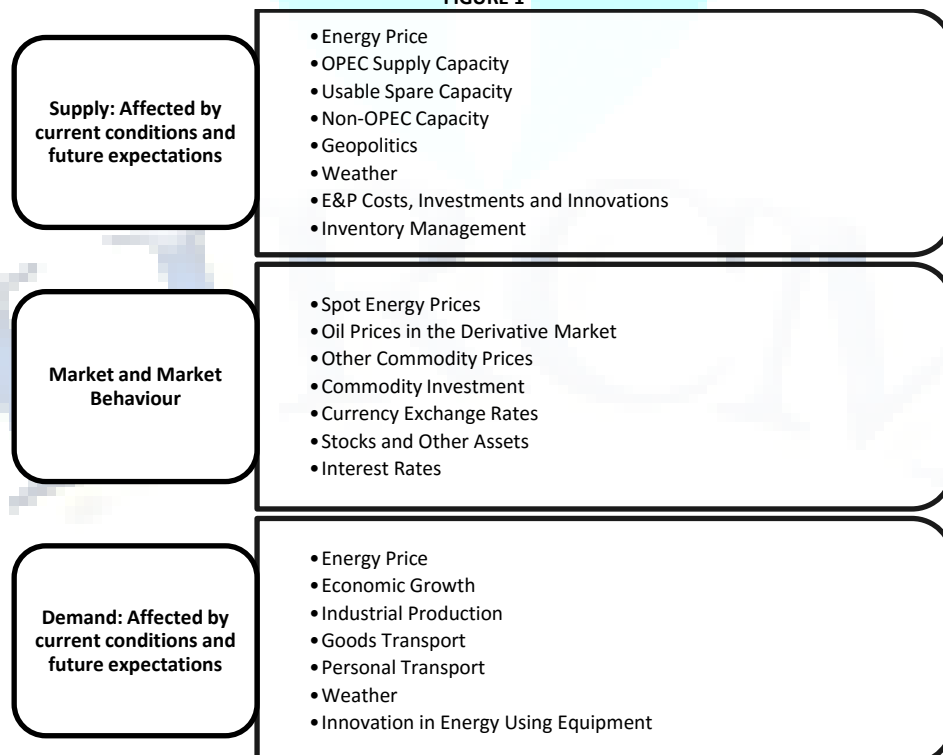 FIGURE 1
Supply: Affected by
current conditions and
future expectations
•Energy Price
•OPEC Supply Capacity
•Usable Spare Capacity
•Non-OPEC Capacity
•Geopolitics
•Weather
•E&P Costs, Investments and Innovations
•Inventory Management
Market and Market
Behaviour
•Spot Energy Prices
•Oil Prices in the Derivative Market
•Other Commodity Prices
•Commodity Investment
•Currency Exchange Rates
•Stocks and Other Assets
•Interest Rates
Demand: Affected by
current conditions and
future expectations
•Energy Price
•Economic Growth
•Industrial Production
•Goods Transport
•Personal Transport
•Weather
•Innovation in Energy Using Equipment